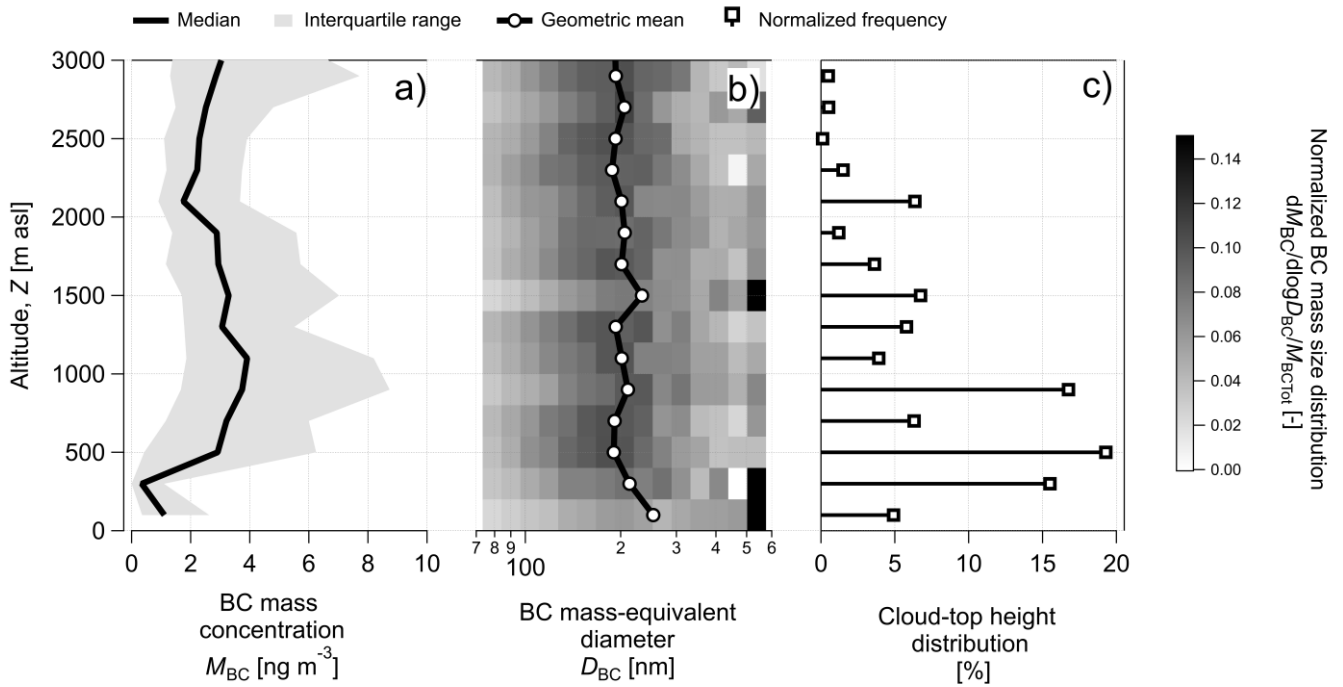 Median Interquartile range Geometric mean Normalized frequency
a) b) c)
3000
2500
2000
1500
1000
500
0
Altitude, Z [m asl]
0 2 4 6 8 10
BC mass
concentration
M_BC [ng m⁻³]
7 8 9 2 3 4 5 6
100
BC mass-equivalent
diameter
D_BC [nm]
0 5 10 15 20
Cloud-top height
distribution
[%]
0.14
0.12
0.10
0.08
0.06
0.04
0.02
0.00
Normalized BC mass size distribution
dM_BC/dlogD_BC/M_BCTot [-]